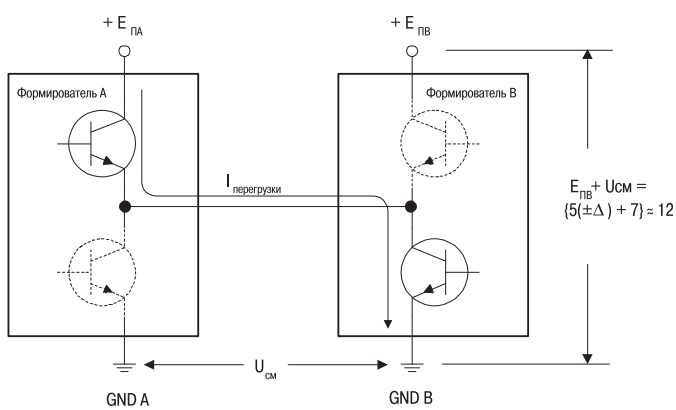 + E ПА
+ E ПВ
Формирователь А
Формирователь В
I перегрузки
E ПВ + Uсм =
{5(±Δ) + 7} ≈ 12
U см
GND A
GND B